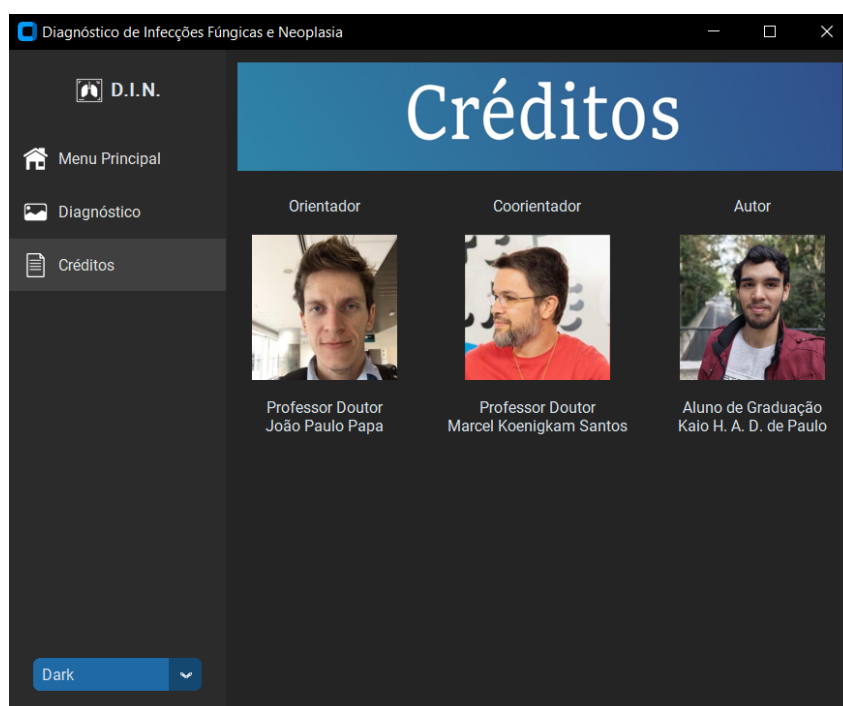 Diagnóstico de Infecções Fúngicas e Neoplasia
D.I.N.
Menu Principal
Diagnóstico
Créditos
Dark
Créditos
Orientador
Coorientador
Autor
Professor Doutor
João Paulo Papa
Professor Doutor
Marcel Koenigkam Santos
Aluno de Graduação
Kaio H. A. D. de Paulo